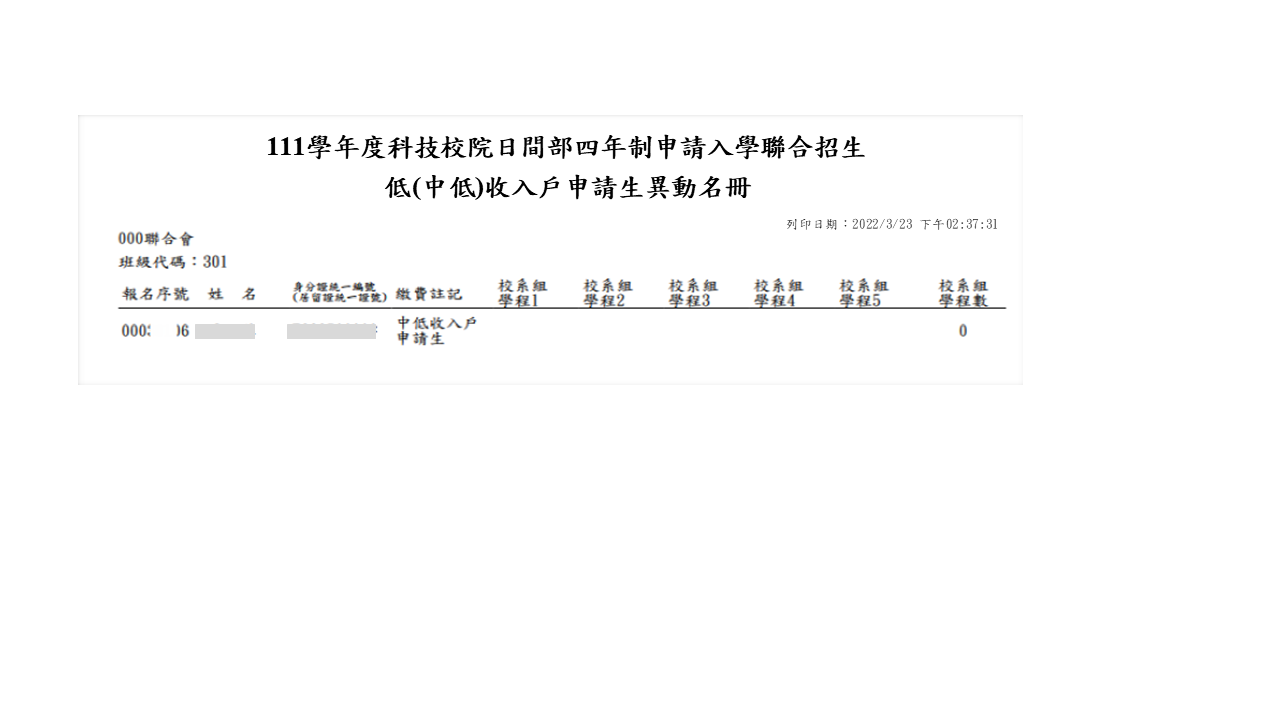 111學年度科技校院日間部四年制申請入學聯合招生
低(中低)收入戶申請生異動名冊
列印日期：2022/3/23 下午02:37:31
000聯合會
班級代碼：301
報名序號 姓 名 身分證統一編號 (居留證統一證號) 繳費註記 校系組學程1 校系組學程2 校系組學程3 校系組學程4 校系組學程5 校系組學程數
中低收入戶 0
申請生